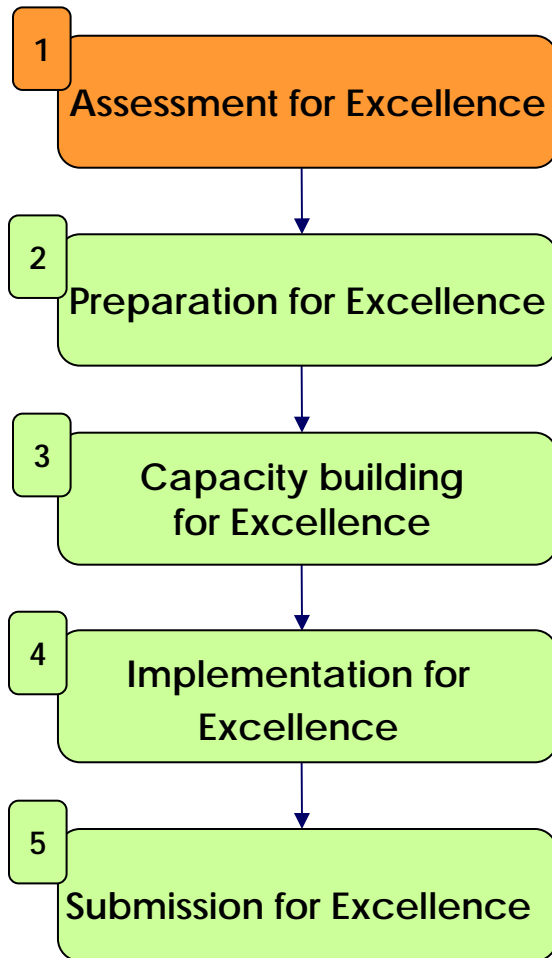 1
Assessment for Excellence
2
Preparation for Excellence
3
Capacity building
for Excellence
4
Implementation for
Excellence
5
Submission for Excellence